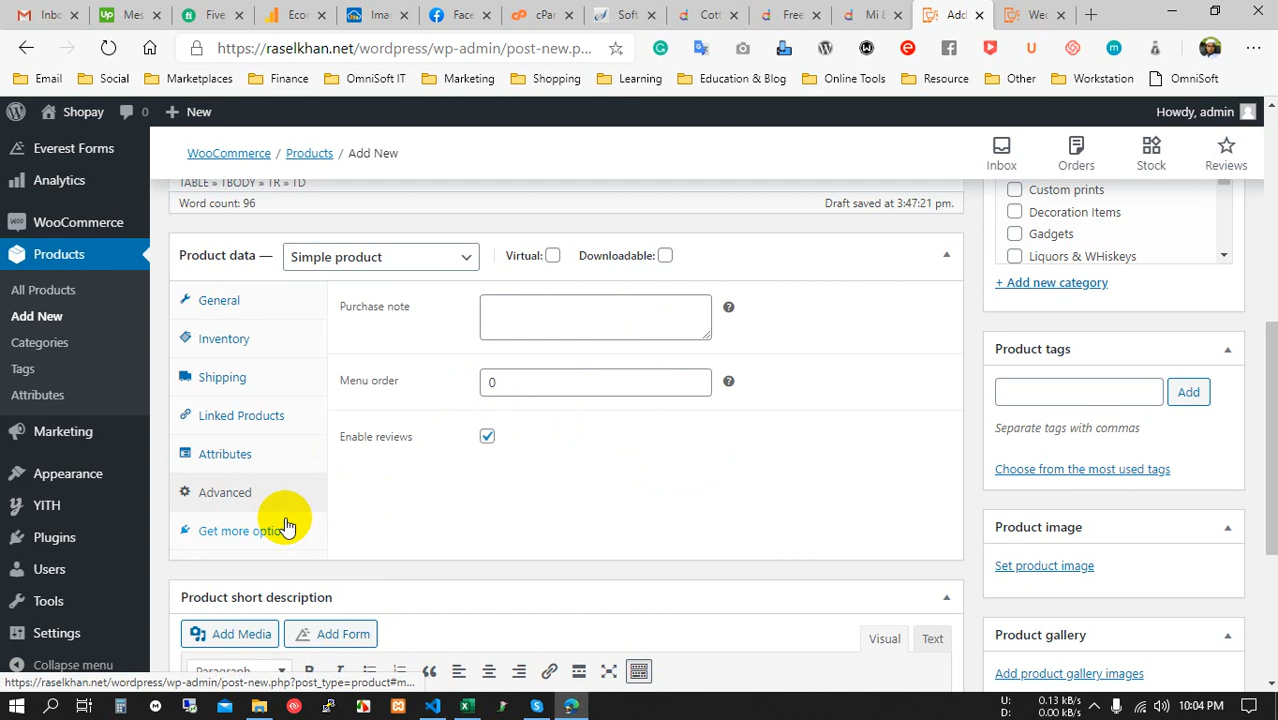 Inb
Mes
Five
Ecor
Ima
Face
cPar
Soft
Cott
Free
Mi &
Add
Wec
https://raselkhan.net/wordpress/wp-admin/post-new.p...
Email
Social
Marketplaces
Finance
OmniSoft IT
Marketing
Shopping
Learning
Education & Blog
Online Tools
Resource
Other
Workstation
OmniSoft
Shopay
0
New
Howdy, admin
Everest Forms
Analytics
WooCommerce
Products
All Products
Add New
Categories
Tags
Attributes
Marketing
Appearance
YITH
Plugins
Users
Tools
Settings
Collapse menu
WooCommerce / Products / Add New
Inbox
Orders
Stock
Reviews
TABLE » TBODY » TR » TD
Word count: 96
Draft saved at 3:47:21 pm.
Product data —
Simple product
Virtual:
Downloadable:
General
Inventory
Shipping
Linked Products
Attributes
Advanced
Get more optio
Purchase note
Menu order
0
Enable reviews
Product short description
Add Media
Add Form
Visual
Text
Paragraph
Custom prints
Decoration Items
Gadgets
Liquors & WHiskeys
+ Add new category
Product tags
Add
Separate tags with commas
Choose from the most used tags
Product image
Set product image
Product gallery
Add product gallery images
https://raselkhan.net/wordpress/wp-admin/post-new.php?post_type=product#m...
U: 0.13 kB/s
D: 0.00 kB/s
10:04 PM